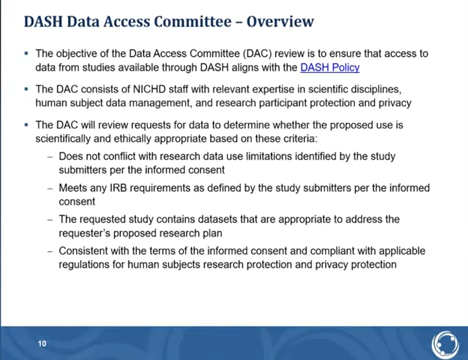 DASH Data Access Committee – Overview
▪ The objective of the Data Access Committee (DAC) review is to ensure that access to
data from studies available through DASH aligns with the DASH Policy
▪ The DAC consists of NICHD staff with relevant expertise in scientific disciplines,
human subject data management, and research participant protection and privacy
▪ The DAC will review requests for data to determine whether the proposed use is
scientifically and ethically appropriate based on these criteria:
– Does not conflict with research data use limitations identified by the study
submitters per the informed consent
– Meets any IRB requirements as defined by the study submitters per the informed
consent
– The requested study contains datasets that are appropriate to address the
requester's proposed research plan
– Consistent with the terms of the informed consent and compliant with applicable
regulations for human subjects research protection and privacy protection
10